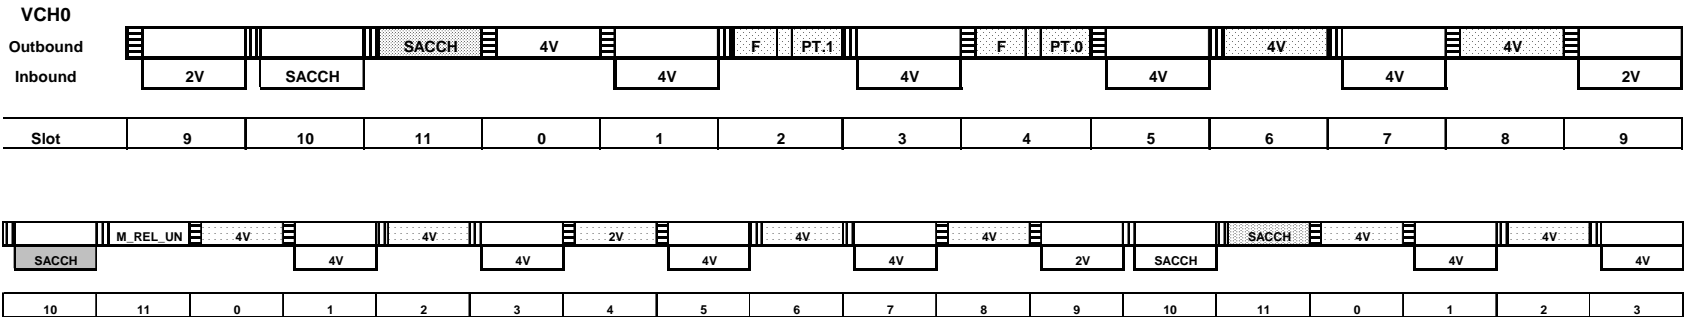 VCH0
Outbound SACCH 4V F PT.1 F PT.0 4V 4V
Inbound 2V SACCH 4V 4V 4V 4V 2V
Slot 9 10 11 0 1 2 3 4 5 6 7 8 9
M_REL_UN 4V 4V 2V 4V 4V SACCH 4V 4V
SACCH 4V 4V 4V 4V 2V SACCH 4V 4V
10 11 0 1 2 3 4 5 6 7 8 9 10 11 0 1 2 3